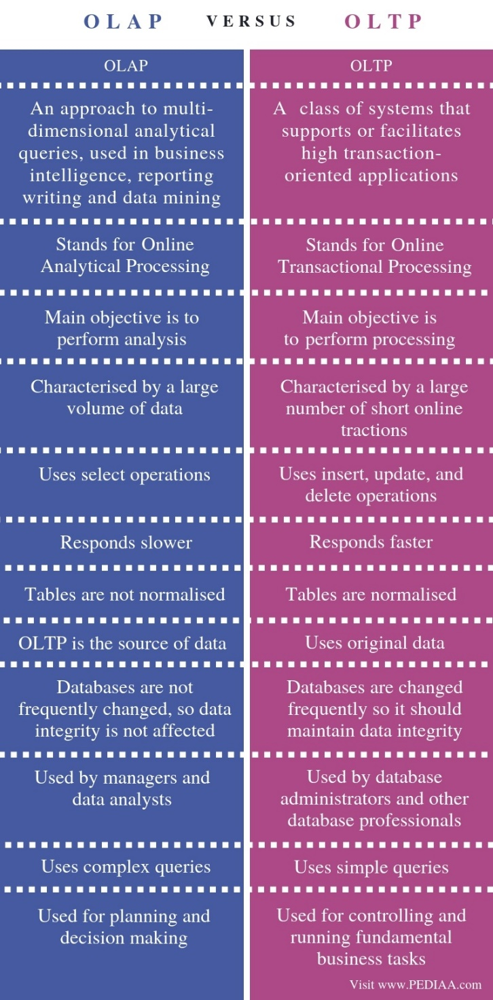 OLAP VERSUS OLTP
OLAP
OLTP
An approach to multi-
dimensional analytical
queries, used in business
intelligence, reporting
writing and data mining
A class of systems that
supports or facilitates
high transaction-
oriented applications
Stands for Online
Analytical Processing
Stands for Online
Transactional Processing
Main objective is to
perform analysis
Main objective is
to perform processing
Characterised by a large
volume of data
Characterised by a large
number of short online
tractions
Uses select operations
Uses insert, update, and
delete operations
Responds slower
Responds faster
Tables are not normalised
Tables are normalised
OLTP is the source of data
Uses original data
Databases are not
frequently changed, so data
integrity is not affected
Databases are changed
frequently so it should
maintain data integrity
Used by managers and
data analysts
Used by database
administrators and other
database professionals
Uses complex queries
Uses simple queries
Used for planning and
decision making
Used for controlling and
running fundamental
business tasks
Visit www.PEDIAA.com